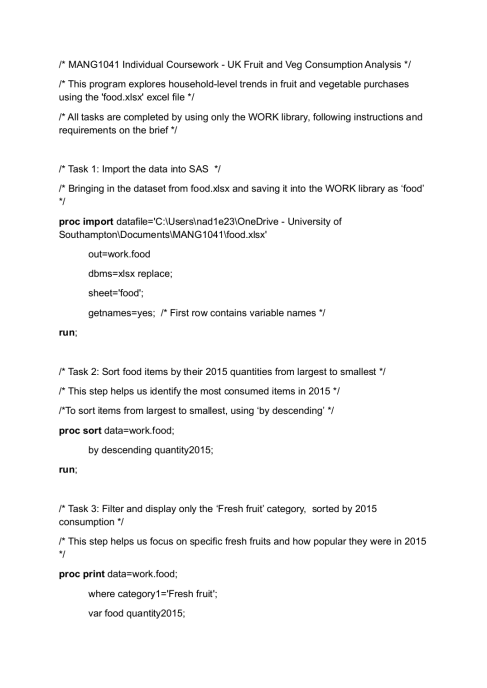 /* MANG1041 Individual Coursework - UK Fruit and Veg Consumption Analysis */
/* This program explores household-level trends in fruit and vegetable purchases
using the 'food.xlsx' excel file */
/* All tasks are completed by using only the WORK library, following instructions and
requirements on the brief */
/* Task 1: Import the data into SAS  */
/* Bringing in the dataset from food.xlsx and saving it into the WORK library as ‘food’
*/
proc import datafile='C:\Users\nad1e23\OneDrive - University of
Southampton\Documents\MANG1041\food.xlsx'
out=work.food
dbms=xlsx replace;
sheet='food';
getnames=yes;  /* First row contains variable names */
run;
/* Task 2: Sort food items by their 2015 quantities from largest to smallest */
/* This step helps us identify the most consumed items in 2015 */
/*To sort items from largest to smallest, using ‘by descending’ */
proc sort data=work.food;
by descending quantity2015;
run;
/* Task 3: Filter and display only the ‘Fresh fruit’ category,  sorted by 2015
consumption */
/* This step helps us focus on specific fresh fruits and how popular they were in 2015
*/
proc print data=work.food;
where category1='Fresh fruit';
var food quantity2015;